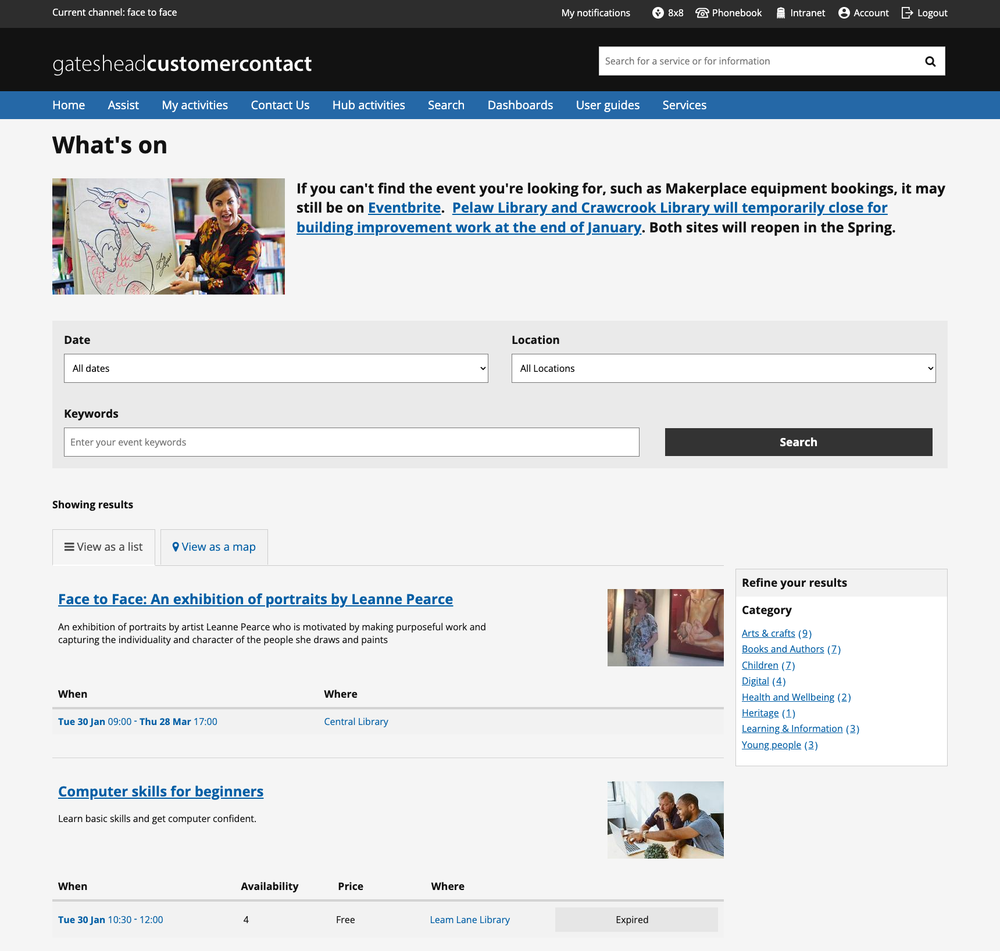 Current channel: face to face
My notifications 8x8 Phonebook Intranet Account Logout
gatesheadcustomercontact
Search for a service or for information
Home Assist My activities Contact Us Hub activities Search Dashboards User guides Services
What's on
If you can't find the event you're looking for, such as Makerplace equipment bookings, it may
still be on Eventbrite. Pelaw Library and Crawcrook Library will temporarily close for
building improvement work at the end of January. Both sites will reopen in the Spring.
Date
All dates
Location
All Locations
Keywords
Enter your event keywords
Search
Showing results
View as a list
View as a map
Face to Face: An exhibition of portraits by Leanne Pearce
An exhibition of portraits by artist Leanne Pearce who is motivated by making purposeful work and
capturing the individuality and character of the people she draws and paints
When Where
Tue 30 Jan 09:00 - Thu 28 Mar 17:00 Central Library
Computer skills for beginners
Learn basic skills and get computer confident.
When Availability Price Where
Tue 30 Jan 10:30 - 12:00 4 Free Leam Lane Library Expired
Refine your results
Category
Arts & crafts (9)
Books and Authors (7)
Children (7)
Digital (4)
Health and Wellbeing (2)
Heritage (1)
Learning & Information (3)
Young people (3)